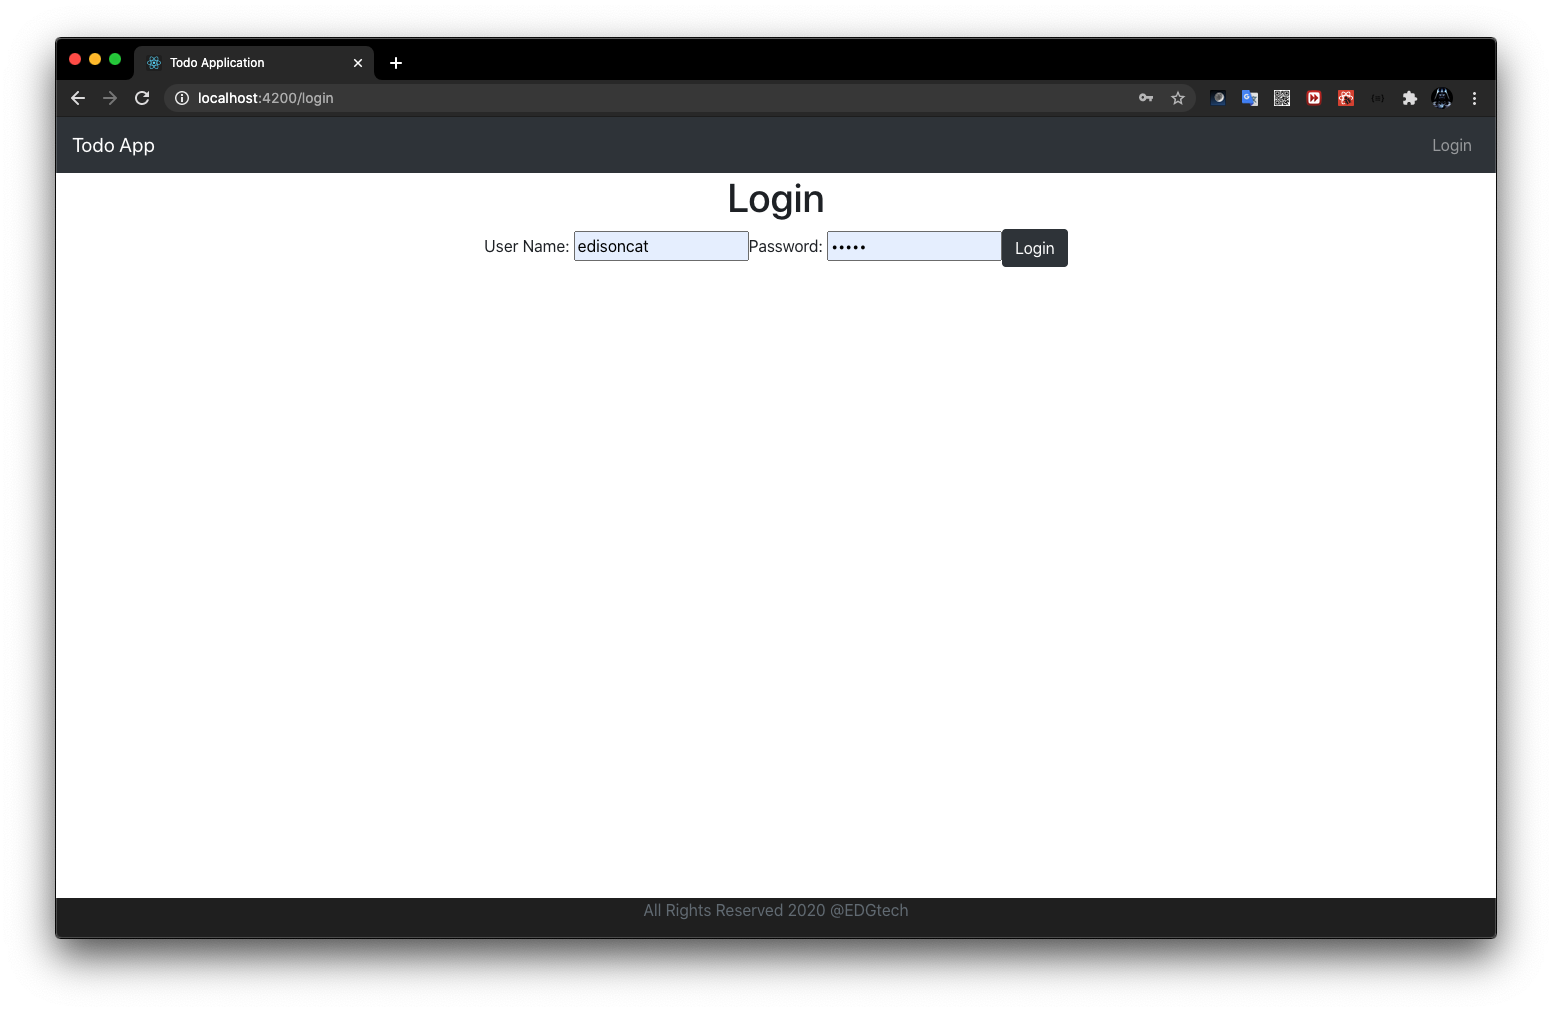 Todo Application
localhost:4200/login
Todo App Login
Login
User Name: edisoncat Password: ••••• Login
All Rights Reserved 2020 @EDGtech